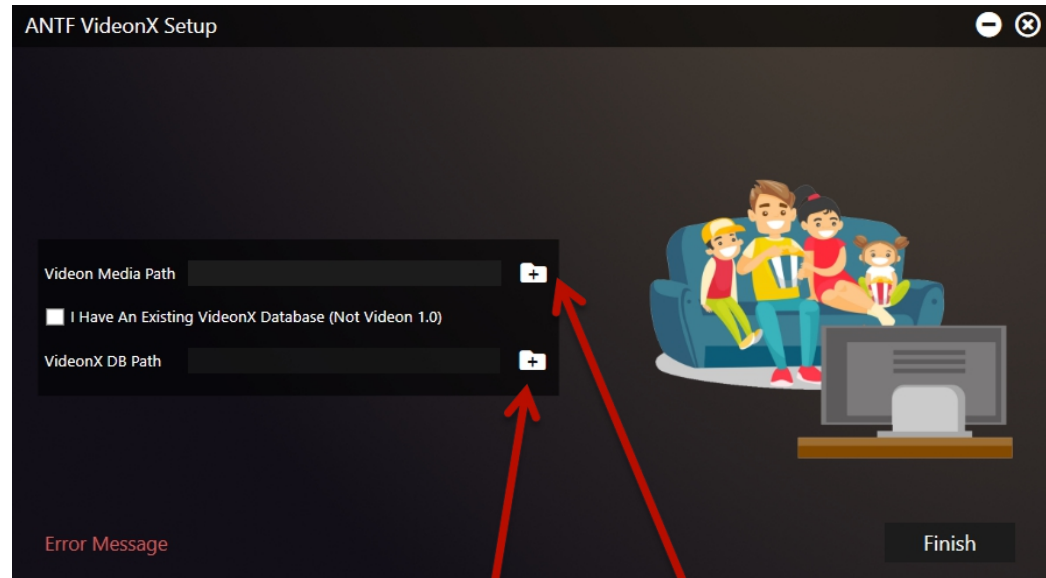 ANTF VideonX Setup
Videon Media Path
I Have An Existing VideonX Database (Not Videon 1.0)
VideonX DB Path
Error Message
Finish